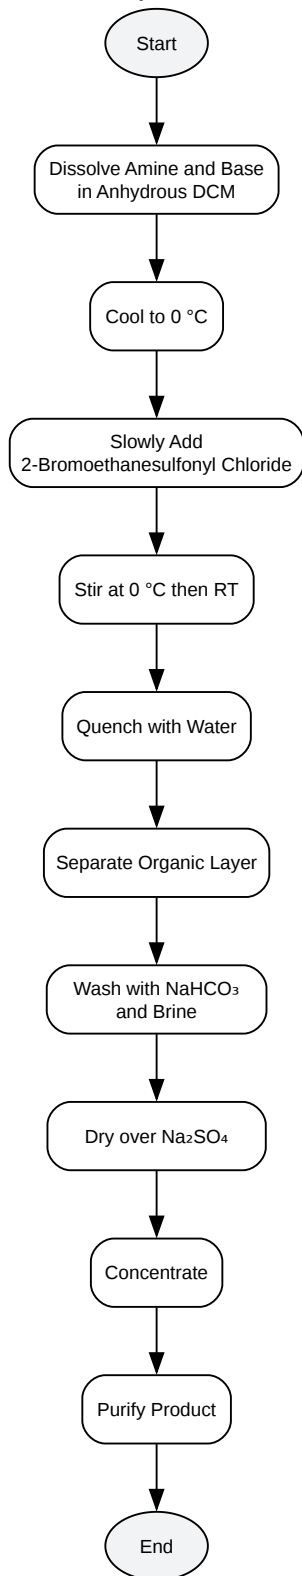 Start
Dissolve Amine and Base
in Anhydrous DCM
Cool to 0 °C
Slowly Add
2-Bromoethanesulfonyl Chloride
Stir at 0 °C then RT
Quench with Water
Separate Organic Layer
Wash with NaHCO₃
and Brine
Dry over Na₂SO₄
Concentrate
Purify Product
End